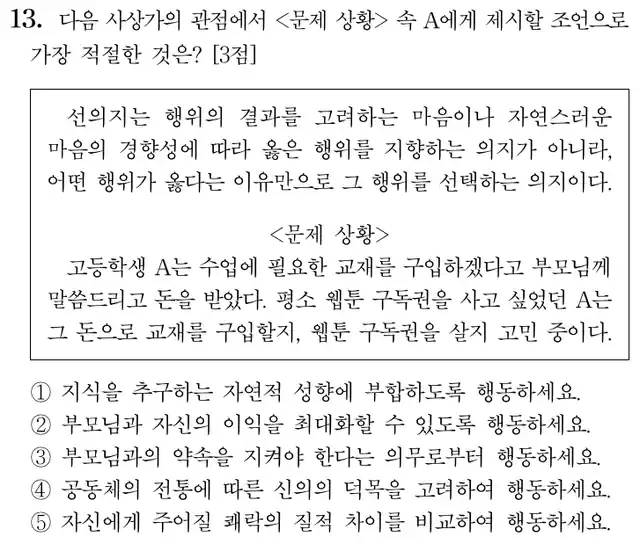 13. 다음 사상가의 관점에서 <문제 상황> 속 A에게 제시할 조언으로
가장 적절한 것은? [3점]
선의지는 행위의 결과를 고려하는 마음이나 자연스러운
마음의 경향성에 따라 옳은 행위를 지향하는 의지가 아니라,
어떤 행위가 옳다는 이유만으로 그 행위를 선택하는 의지이다.
<문제 상황>
고등학생 A는 수업에 필요한 교재를 구입하겠다고 부모님께
말씀드리고 돈을 받았다. 평소 웹툰 구독권을 사고 싶었던 A는
그 돈으로 교재를 구입할지, 웹툰 구독권을 살지 고민 중이다.
① 지식을 추구하는 자연적 성향에 부합하도록 행동하세요.
② 부모님과 자신의 이익을 최대화할 수 있도록 행동하세요.
③ 부모님과의 약속을 지켜야 한다는 의무로부터 행동하세요.
④ 공동체의 전통에 따른 신의의 덕목을 고려하여 행동하세요.
⑤ 자신에게 주어질 쾌락의 질적 차이를 비교하여 행동하세요.